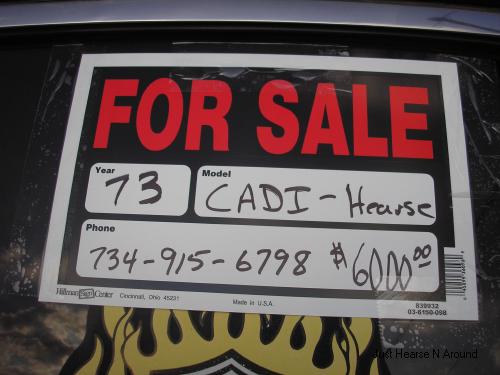 FOR SALE
Year
73
Model
CADI-Hearse
Phone
734-915-6798 $6000.00
Hillman Sign Center Cincinnati, Ohio 45231
Made in U.S.A.
839932
03-6150-098
Just Hearse N Around